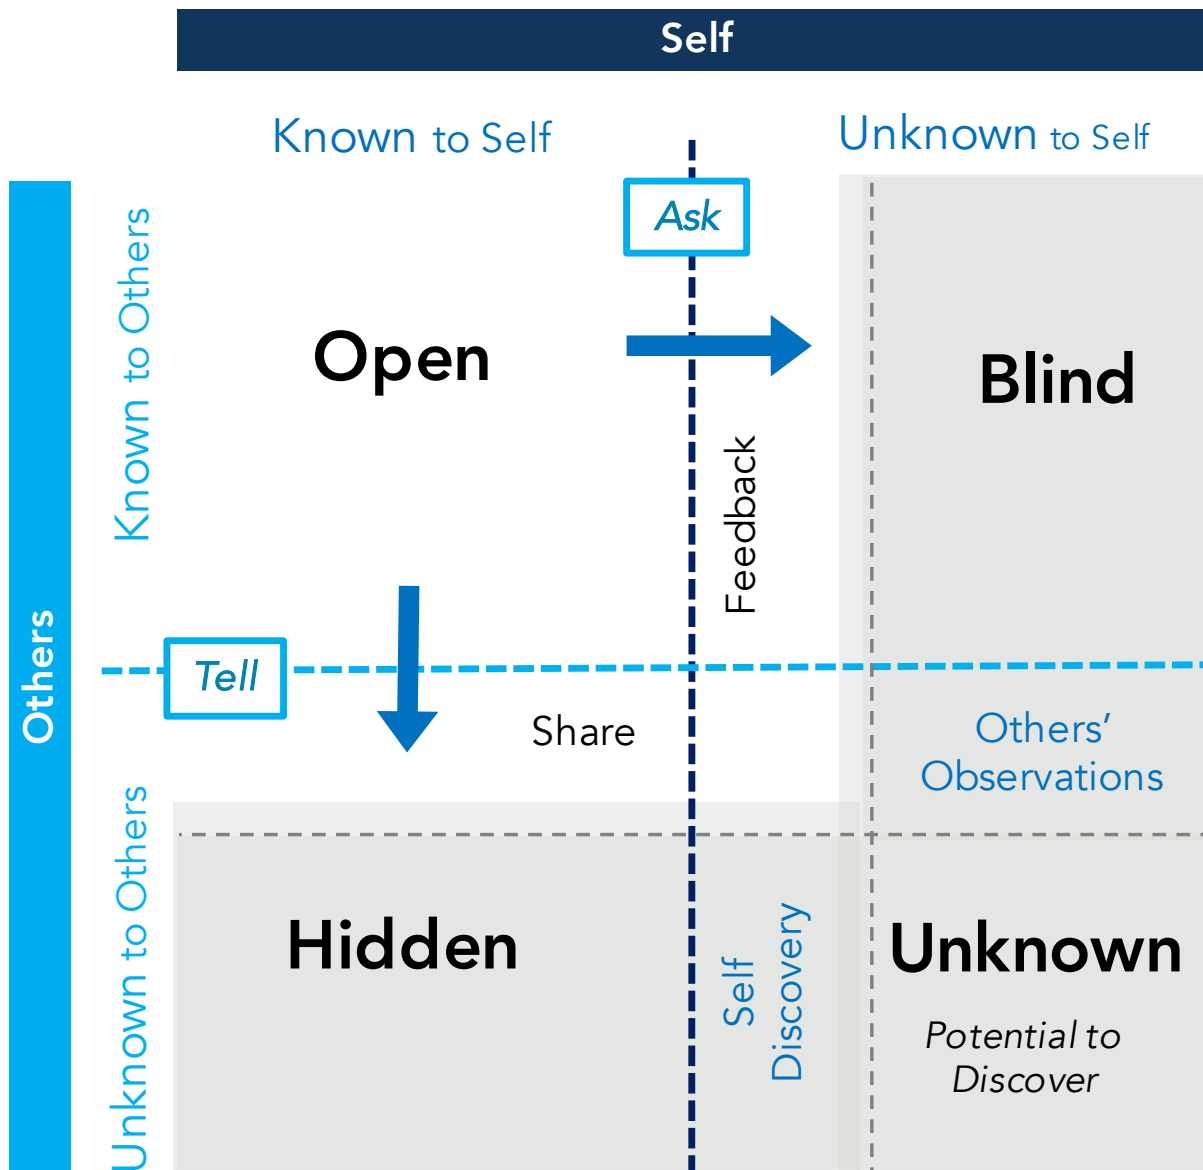 Self
Known to Self
Unknown to Self
Others
Known to Others
Ask
Open
Blind
Feedback
Tell
Share
Others’
Observations
Unknown to Others
Hidden
Self
Discovery
Unknown
Potential to
Discover